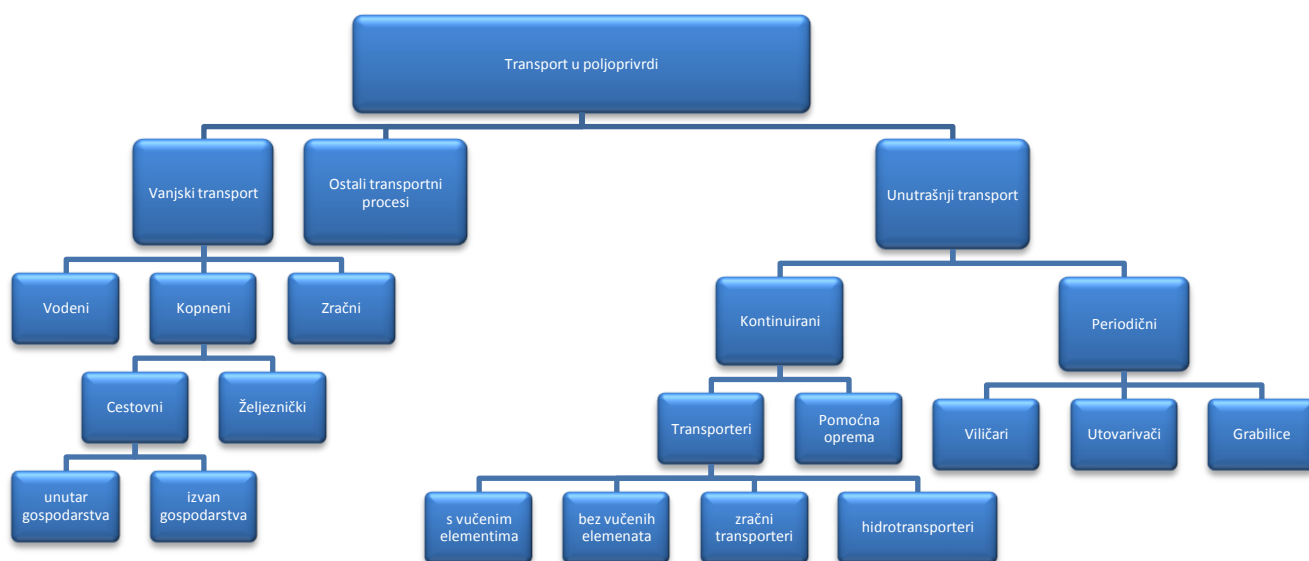 Transport u poljoprivrdi
Vanjski transport
Ostali transportni
procesi
Unutrašnji transport
Vodeni
Kopneni
Zračni
Kontinuirani
Periodični
Cestovni
Željeznički
Transporteri
Pomoćna
oprema
Viličari
Utovarivači
Grabilice
unutar
gospodarstva
izvan
gospodarstva
s vučenim
elementima
bez vučenih
elemenata
zračni
transporteri
hidrotransporteri